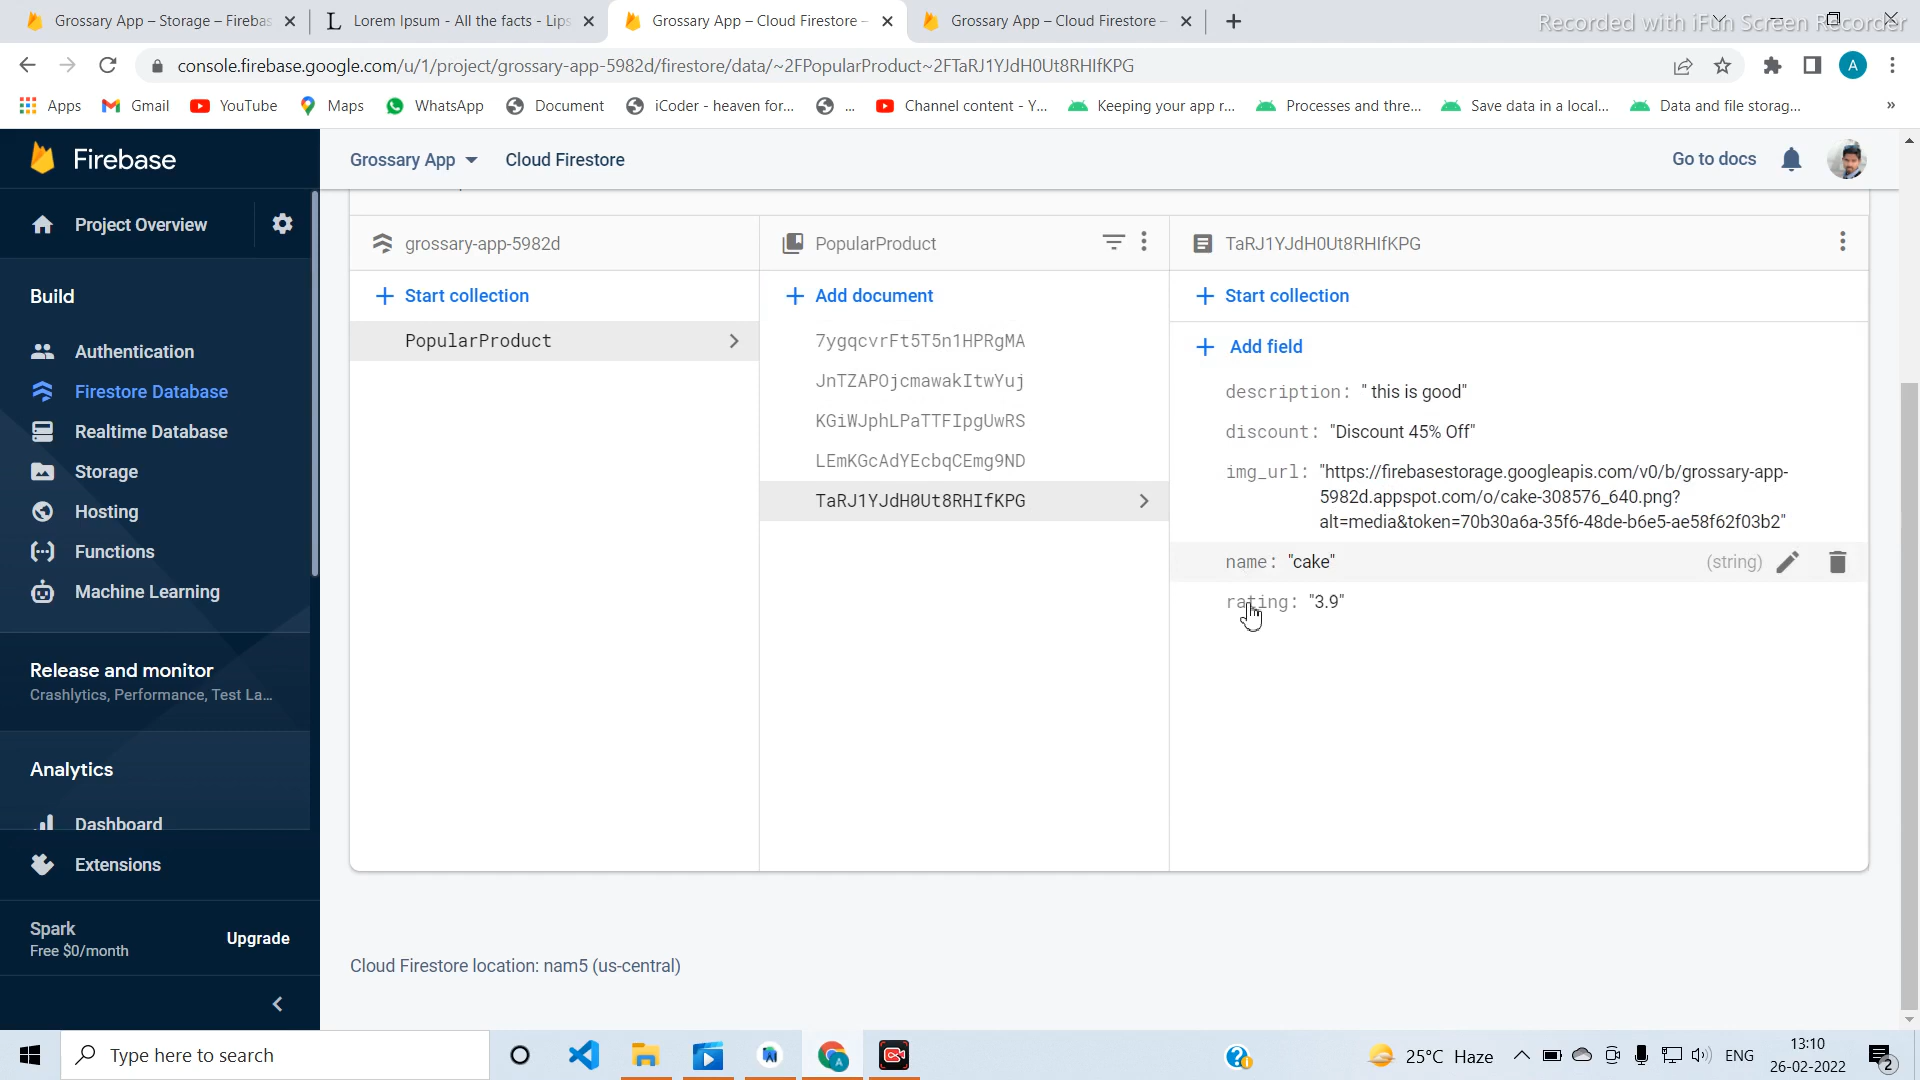 Grossary App – Storage – Firebas
Lorem Ipsum - All the facts - Lips
Grossary App – Cloud Firestore –
Grossary App – Cloud Firestore –
Recorded with iFun Screen Recorder
console.firebase.google.com/u/1/project/grossary-app-5982d/firestore/data/~2FPopularProduct~2FTaRJ1YJdH0Ut8RHIfKPG
A
Apps
Gmail
YouTube
Maps
WhatsApp
Document
iCoder - heaven for...
...
Channel content - Y...
Keeping your app r...
Processes and thre...
Save data in a local...
Data and file storag...
»
Firebase
Grossary App
Cloud Firestore
Go to docs
Project Overview
Build
Authentication
Firestore Database
Realtime Database
Storage
Hosting
Functions
Machine Learning
Release and monitor
Crashlytics, Performance, Test La...
Analytics
Dashboard
Extensions
Spark
Free $0/month
Upgrade
grossary-app-5982d
Start collection
PopularProduct
PopularProduct
Add document
7ygqcvrFt5T5n1HPRgMA
JnTZAPOjcmawakItwYuj
KGiWJphLPaTTFIpgUwRS
LEmKGcAdYEcbqCEmg9ND
TaRJ1YJdH0Ut8RHIfKPG
TaRJ1YJdH0Ut8RHIfKPG
Start collection
Add field
description: " this is good"
discount: "Discount 45% Off"
img_url: "https://firebasestorage.googleapis.com/v0/b/grossary-app-
5982d.appspot.com/o/cake-308576_640.png?
alt=media&token=70b30a6a-35f6-48de-b6e5-ae58f62f03b2"
name: "cake"
(string)
rating: "3.9"
Cloud Firestore location: nam5 (us-central)
Type here to search
A
25°C Haze
ENG
13:10
26-02-2022
2